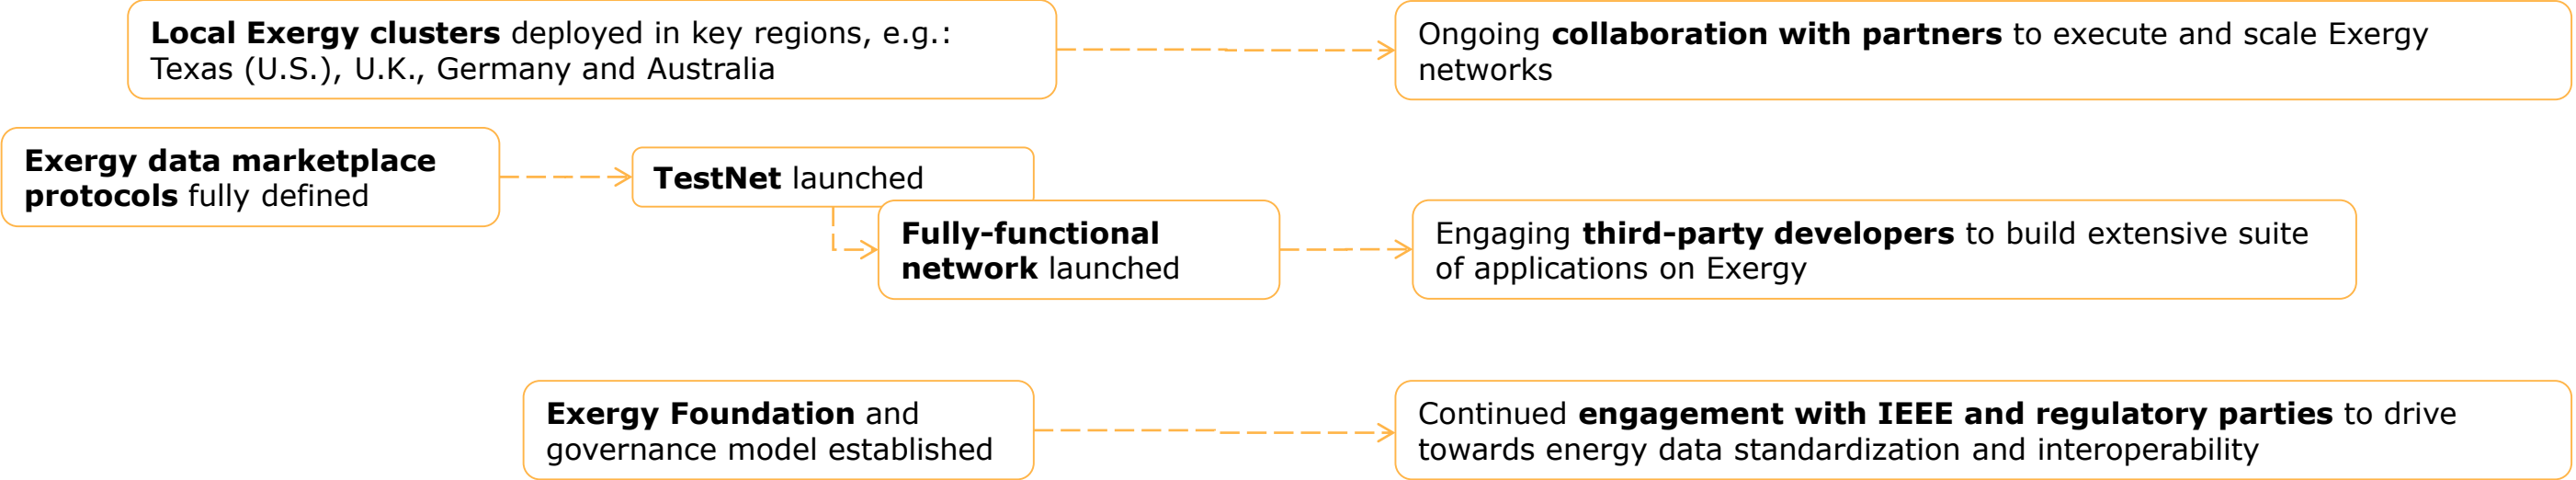 Local Exergy clusters deployed in key regions, e.g.:
Texas (U.S.), U.K., Germany and Australia
Ongoing collaboration with partners to execute and scale Exergy
networks
Exergy data marketplace
protocols fully defined
TestNet launched
Fully-functional
network launched
Engaging third-party developers to build extensive suite
of applications on Exergy
Exergy Foundation and
governance model established
Continued engagement with IEEE and regulatory parties to drive
towards energy data standardization and interoperability